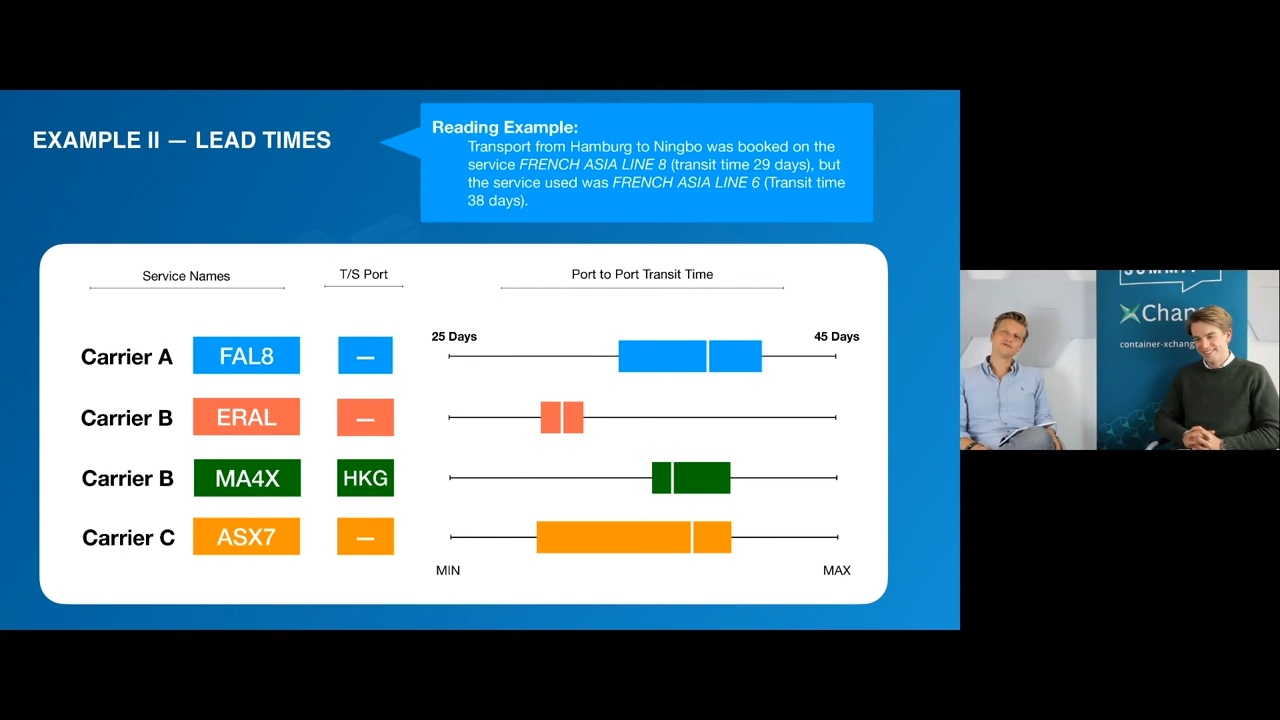 EXAMPLE II — LEAD TIMES
Reading Example:
Transport from Hamburg to Ningbo was booked on the
service FRENCH ASIA LINE 8 (transit time 29 days), but
the service used was FRENCH ASIA LINE 6 (Transit time
38 days).
Service Names
T/S Port
Port to Port Transit Time
25 Days
45 Days
Carrier A FAL8 —
Carrier B ERAL —
Carrier B MA4X HKG
Carrier C ASX7 —
MIN
MAX
SUMMIT
XChan
container-xchang